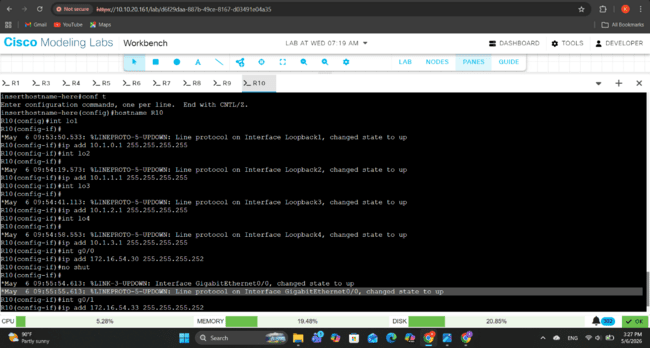 Not secure https://10.10.20.161/lab/d6f29daa-887b-49ca-8167-d03491a04a35
Gmail YouTube Maps All Bookmarks
Cisco Modeling Labs Workbench LAB AT WED 07:19 AM DASHBOARD TOOLS DEVELOPER
LAB NODES PANES GUIDE
R1 R3 R4 R5 R6 R7 R8 R9 R10
inserthostname-here#conf t
Enter configuration commands, one per line. End with CNTL/Z.
inserthostname-here(config)#hostname R10
R10(config)#int lo1
R10(config-if)#
*May 6 09:53:50.533: %LINEPROTO-5-UPDOWN: Line protocol on Interface Loopback1, changed state to up
R10(config-if)#ip add 10.1.0.1 255.255.255.255
R10(config-if)#int lo2
R10(config-if)#
*May 6 09:54:19.573: %LINEPROTO-5-UPDOWN: Line protocol on Interface Loopback2, changed state to up
R10(config-if)#ip add 10.1.1.1 255.255.255.255
R10(config-if)#int lo3
R10(config-if)#
*May 6 09:54:41.113: %LINEPROTO-5-UPDOWN: Line protocol on Interface Loopback3, changed state to up
R10(config-if)#ip add 10.1.2.1 255.255.255.255
R10(config-if)#int lo4
R10(config-if)#
*May 6 09:54:58.553: %LINEPROTO-5-UPDOWN: Line protocol on Interface Loopback4, changed state to up
R10(config-if)#ip add 10.1.3.1 255.255.255.255
R10(config-if)#int g0/0
R10(config-if)#ip add 172.16.54.30 255.255.255.252
R10(config-if)#no shut
R10(config-if)#
*May 6 09:55:54.613: %LINK-3-UPDOWN: Interface GigabitEthernet0/0, changed state to up
*May 6 09:55:55.613: %LINEPROTO-5-UPDOWN: Line protocol on Interface GigabitEthernet0/0, changed state to up
R10(config-if)#int g0/1
R10(config-if)#ip add 172.16.54.33 255.255.255.252
CPU 5.28% MEMORY 19.48% DISK 20.85% OK
90°F
Partly sunny
Search
ENG
3:27 PM
5/6/2026